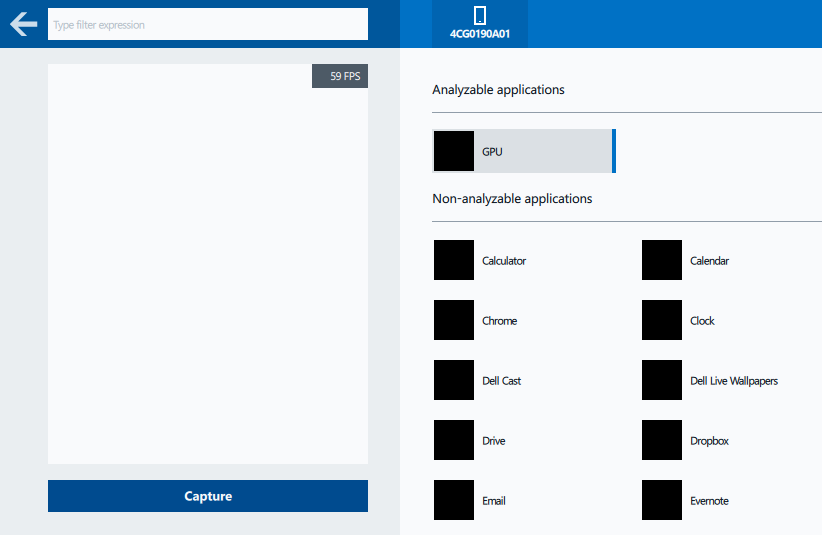 Type filter expression
4CG0190A01
59 FPS
Analyzable applications
GPU
Non-analyzable applications
Calculator
Calendar
Chrome
Clock
Dell Cast
Dell Live Wallpapers
Drive
Dropbox
Email
Evernote
Capture